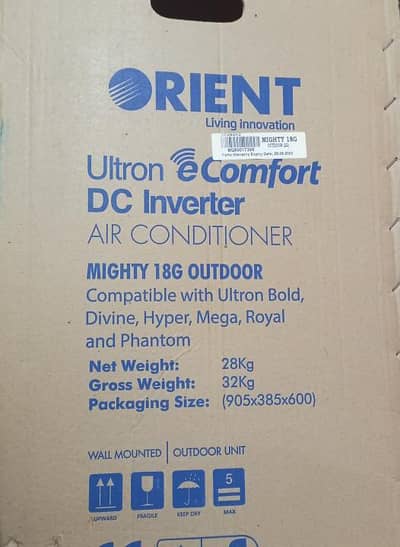 ORIENT
Living innovation
MIGHTY 18G
OUTDOOR
Ultron eComfort
DC Inverter
AIR CONDITIONER
MIGHTY 18G OUTDOOR
Compatible with Ultron Bold,
Divine, Hyper, Mega, Royal
and Phantom
Net Weight: 28Kg
Gross Weight: 32Kg
Packaging Size: (905x385x600)
WALL MOUNTED | OUTDOOR UNIT
5
UPWARD FRAGILE KEEP DRY MAX